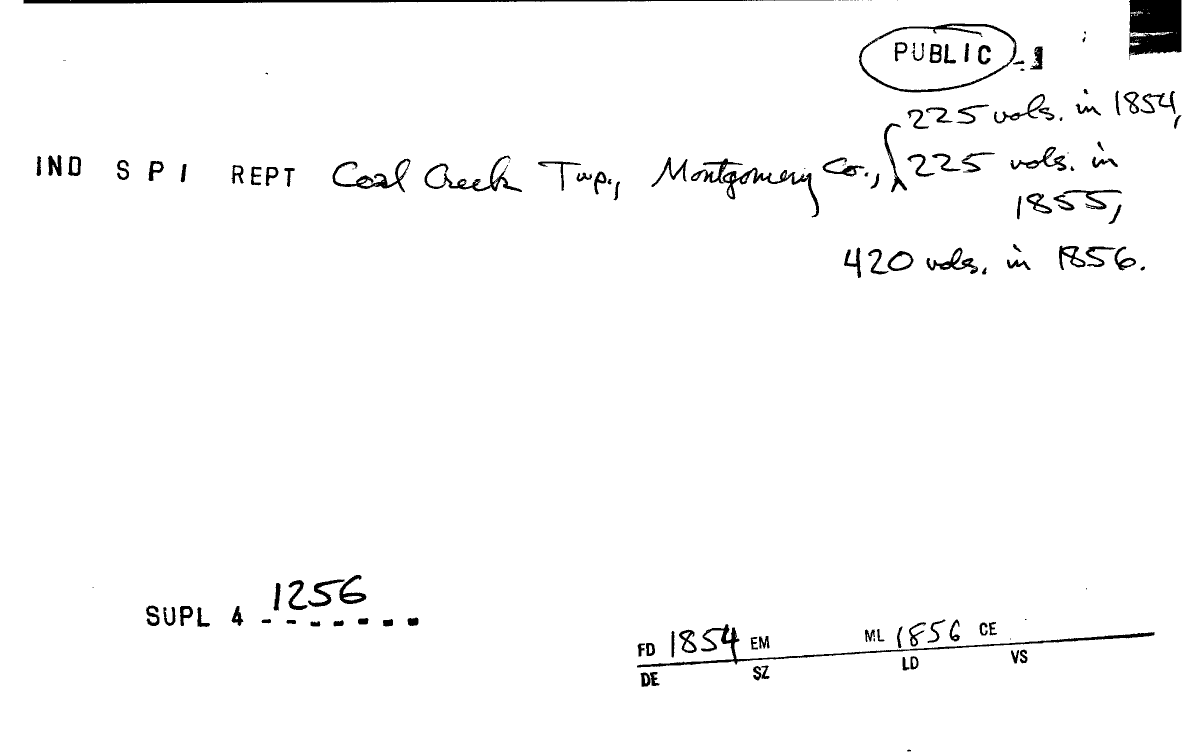 PUBLIC
225 vols. in 1854,
IND S P I REPT Coal Creek Twp., Montgomery Co., 225 vols. in
1855,
420 vols. in 1856.
SUPL 4 1256
FD 1854 EM ML 1856 CE
DE SZ LD VS